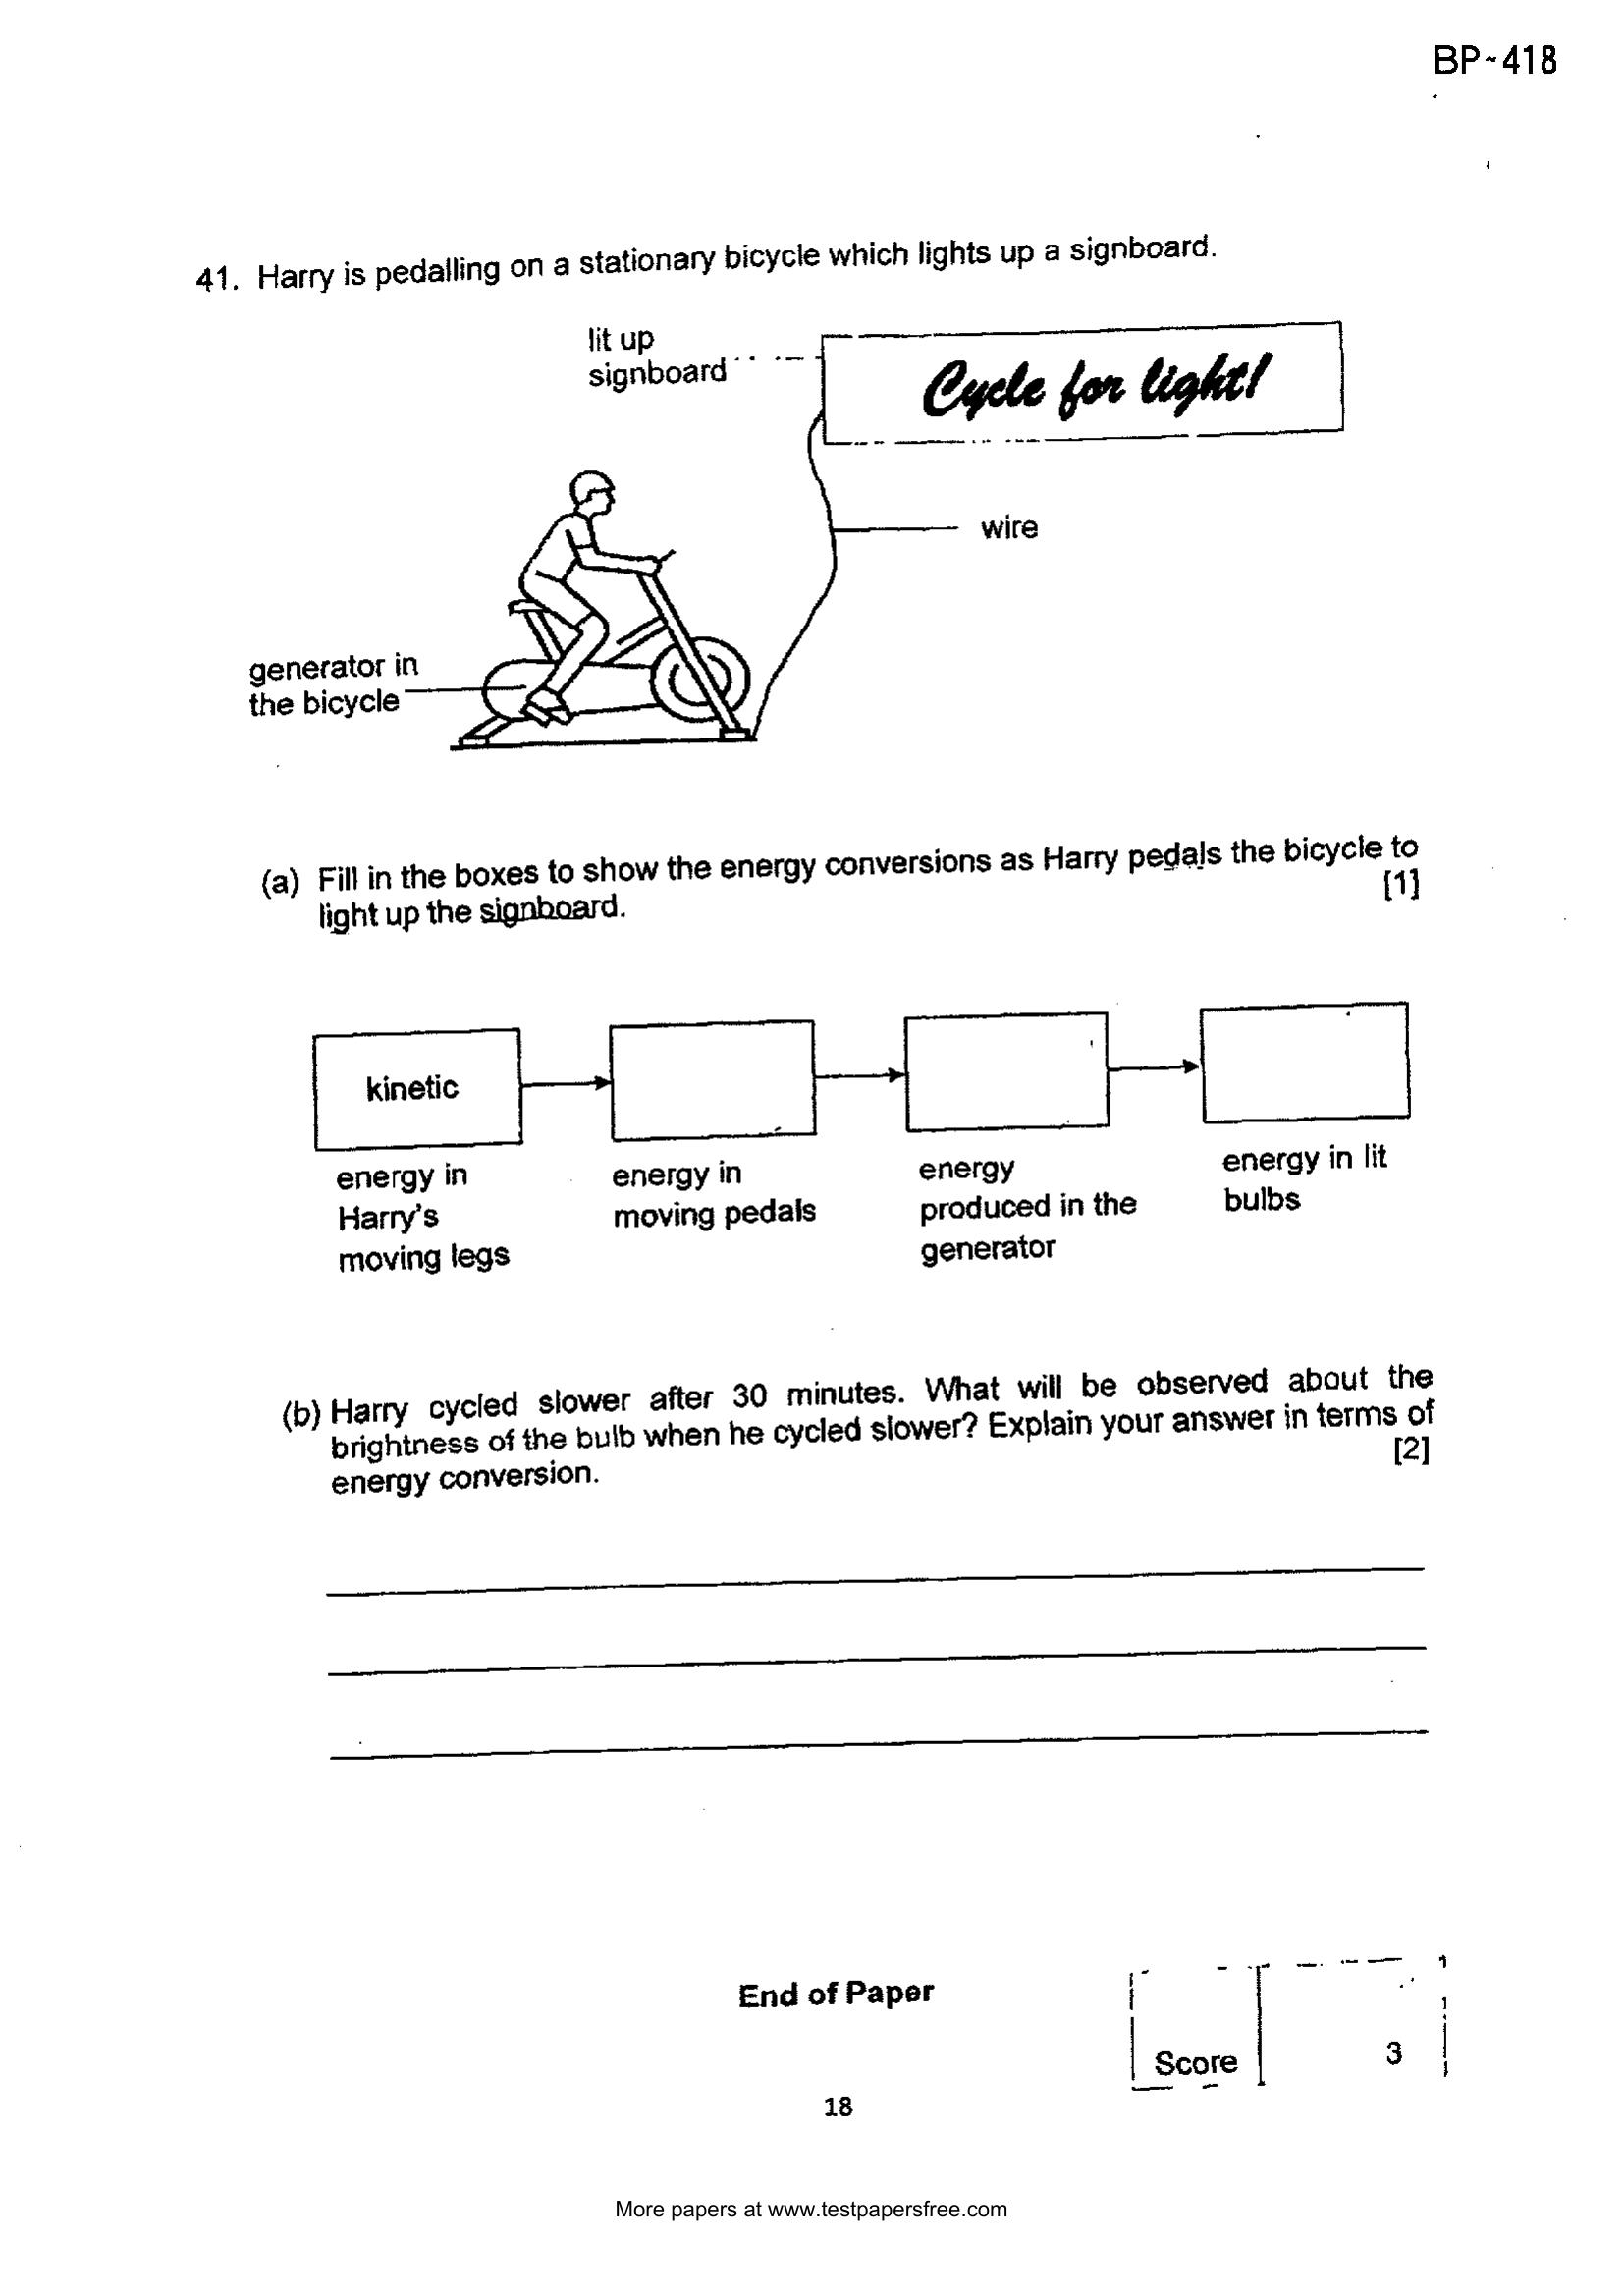 BP~418
41. Harry is pedalling on a stationary bicycle which lights up a signboard.
lit up
signboard
Cycle for light!
wire
generator in
the bicycle
(a) Fill in the boxes to show the energy conversions as Harry pedals the bicycle to
light up the signboard. [1]
kinetic
energy in
Harry's
moving legs
energy in
moving pedals
energy
produced in the
generator
energy in lit
bulbs
(b) Harry cycled slower after 30 minutes. What will be observed about the
brightness of the bulb when he cycled slower? Explain your answer in terms of
energy conversion. [2]
End of Paper
Score 3
18
More papers at www.testpapersfree.com